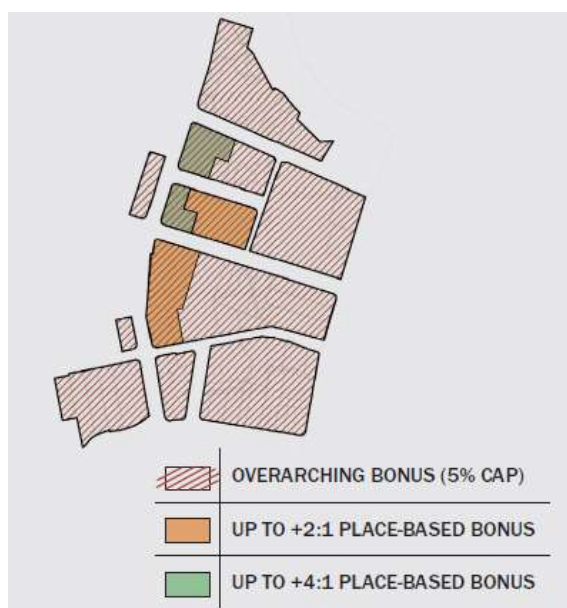 OVERARCHING BONUS (5% CAP)
UP TO +2:1 PLACE-BASED BONUS
UP TO +4:1 PLACE-BASED BONUS